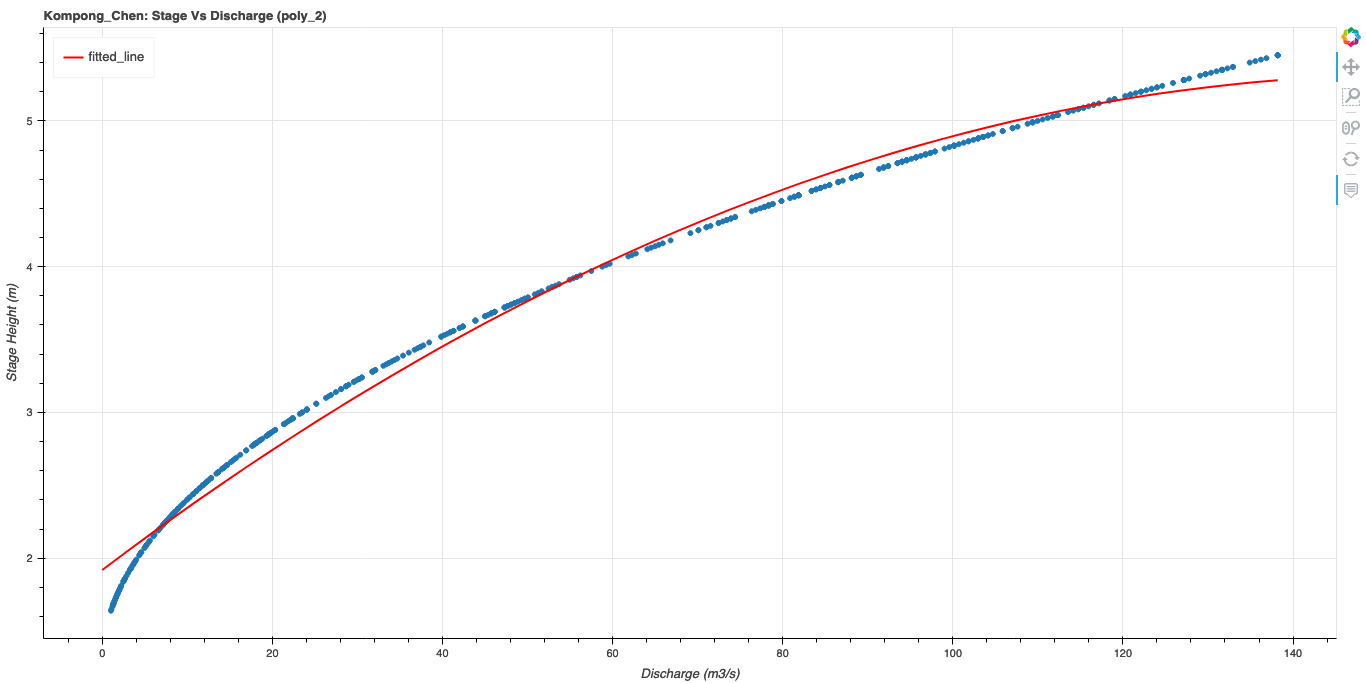 Kompong_Chen: Stage Vs Discharge (poly_2)
fitted_line
5
4
3
2
Stage Height (m)
0 20 40 60 80 100 120 140
Discharge (m3/s)